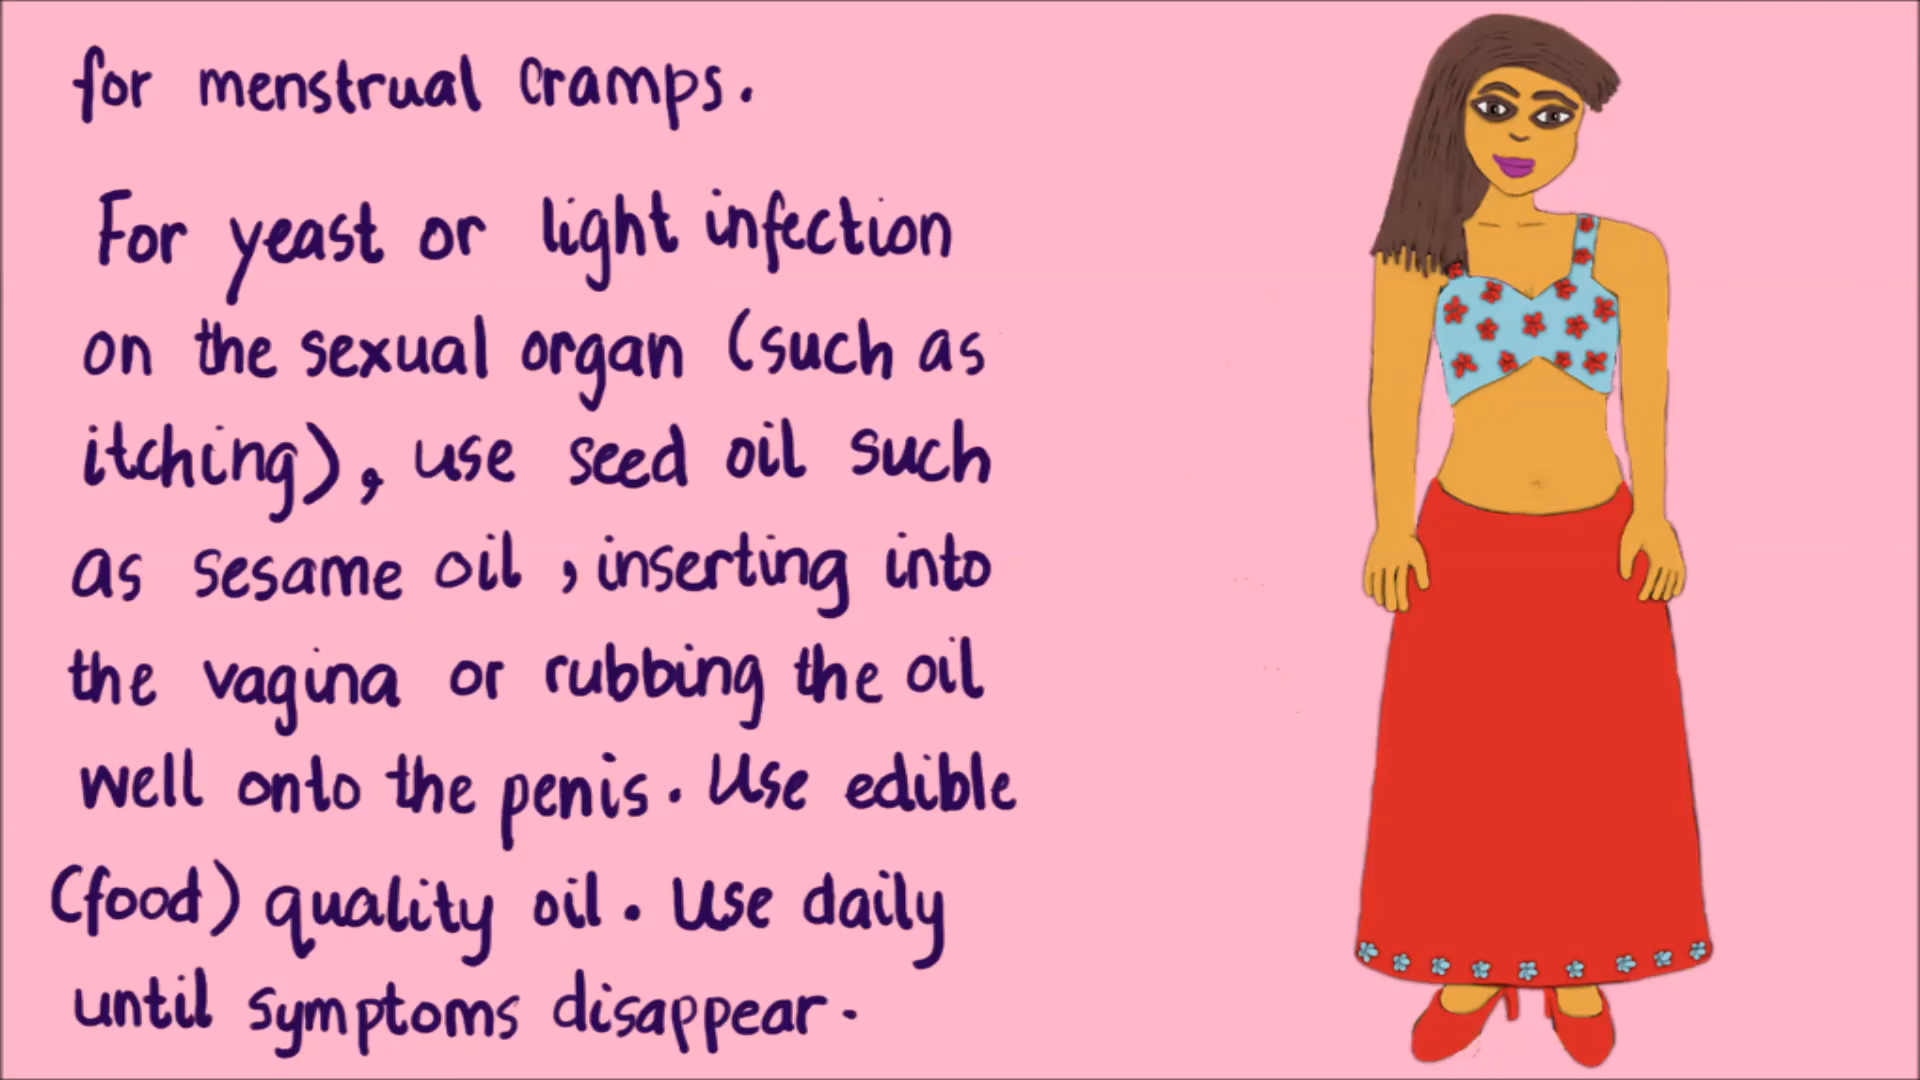 for menstrual cramps.
For yeast or light infection
on the sexual organ (such as
itching), use seed oil such
as sesame oil, inserting into
the vagina or rubbing the oil
well onto the penis. Use edible
(food) quality oil. Use daily
until symptoms disappear.